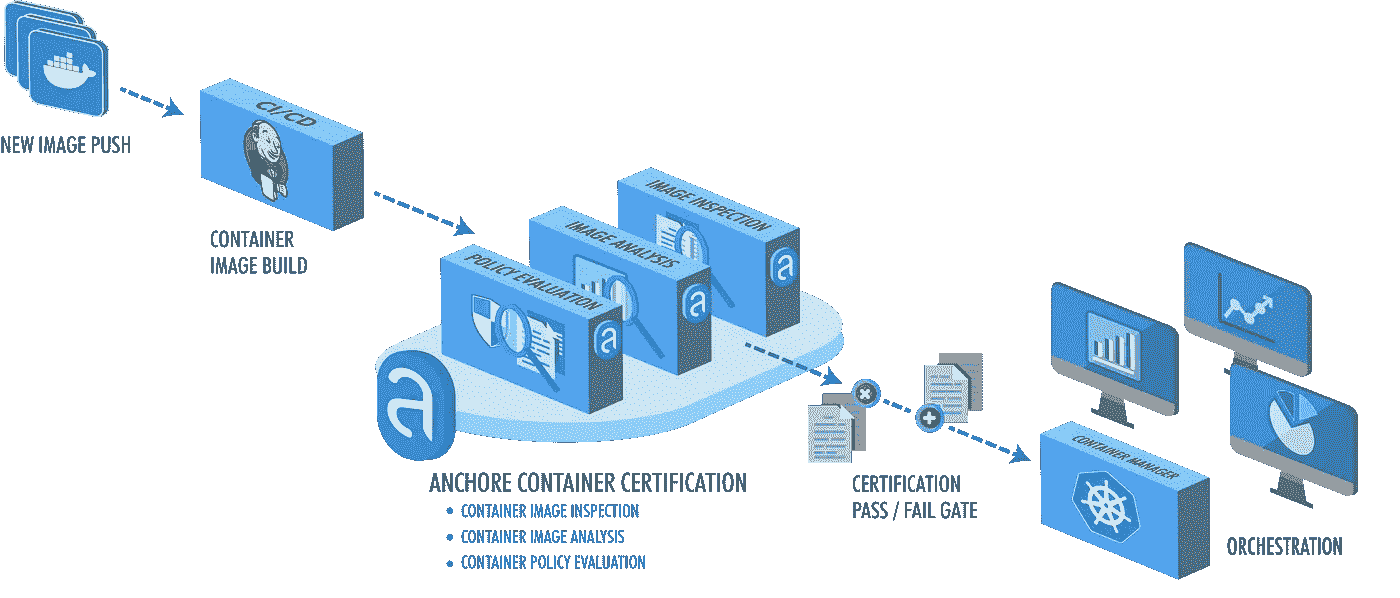 NEW IMAGE PUSH
CI/CD
CONTAINER
IMAGE BUILD
IMAGE INSPECTION
IMAGE ANALYSIS
POLICY EVALUATION
a
a
a
a
ANCHORE CONTAINER CERTIFICATION
• CONTAINER IMAGE INSPECTION
• CONTAINER IMAGE ANALYSIS
• CONTAINER POLICY EVALUATION
CERTIFICATION
PASS / FAIL GATE
CONTAINER MANAGER
ORCHESTRATION